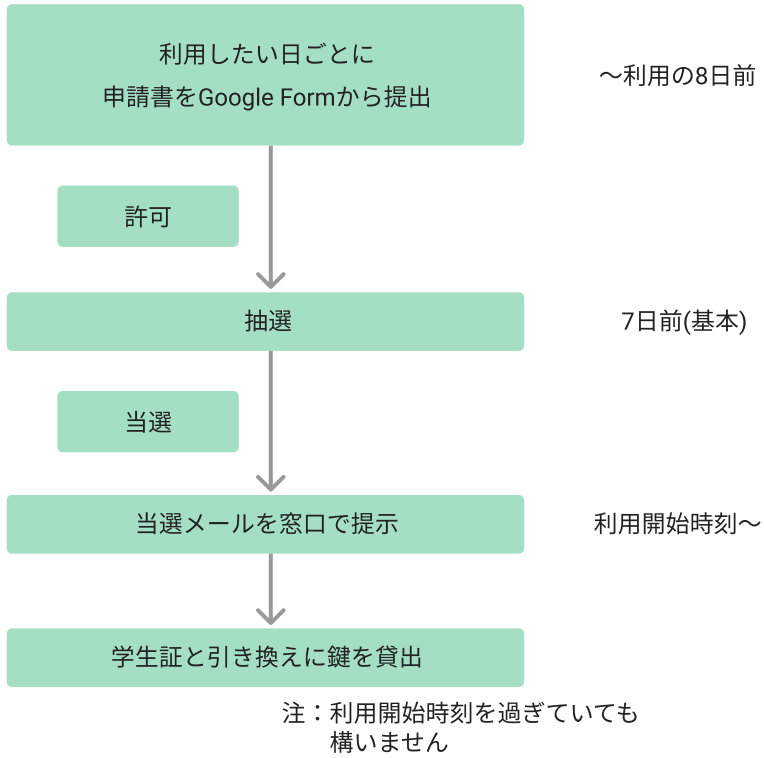 利用したい日ごとに
申請書をGoogle Formから提出
～利用の8日前
許可
抽選
7日前(基本)
当選
当選メールを窓口で提示
利用開始時刻～
学生証と引き換えに鍵を貸出
注：利用開始時刻を過ぎていても
構いません